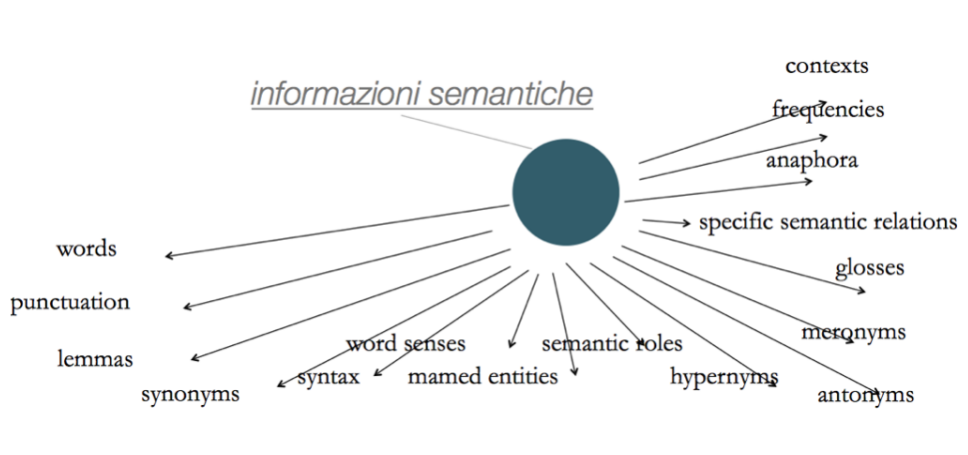 contexts
informazioni semantiche
frequencies
anaphora
specific semantic relations
words
glosses
punctuation
meronyms
word senses
semantic roles
lemmas
syntax
mamed entities
hypernyms
synonyms
antonyms